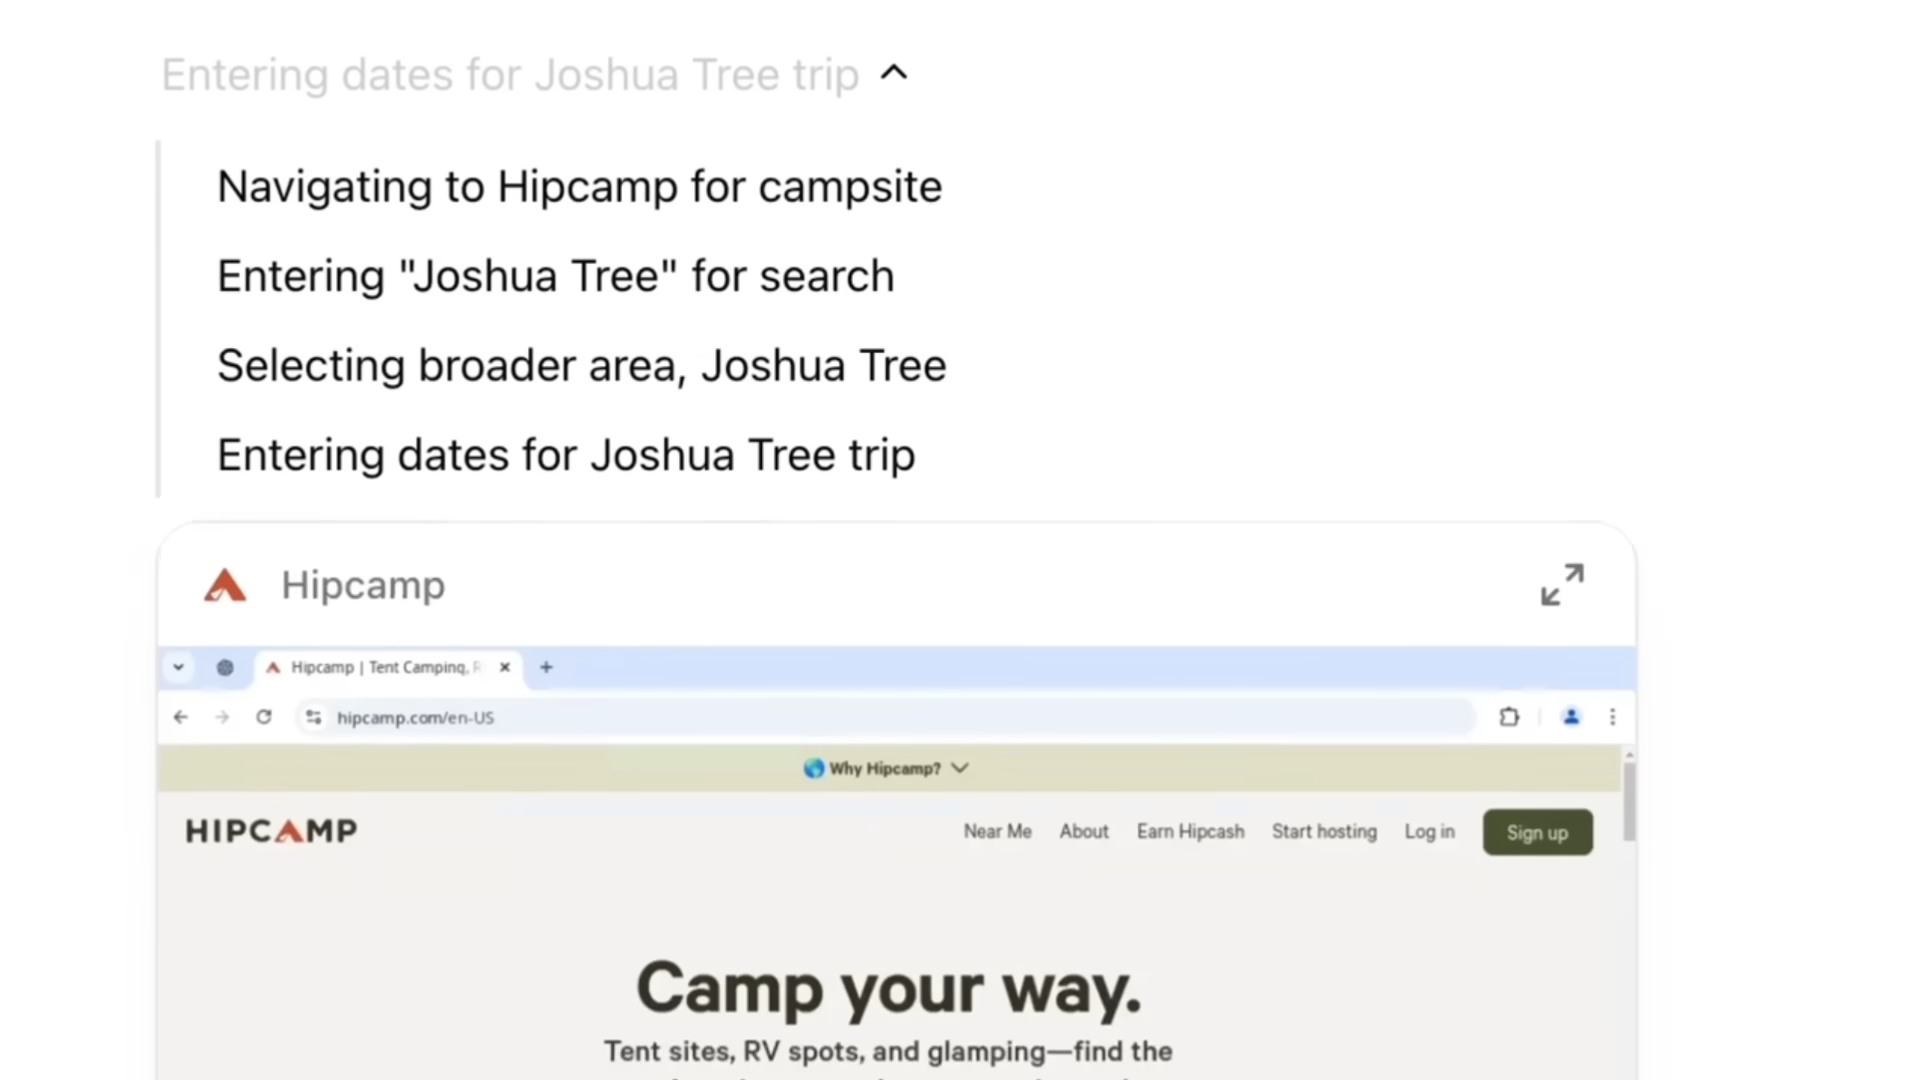 Entering dates for Joshua Tree trip
Navigating to Hipcamp for campsite
Entering "Joshua Tree" for search
Selecting broader area, Joshua Tree
Entering dates for Joshua Tree trip
Hipcamp
Hipcamp | Tent Camping, R
hipcamp.com/en-US
Why Hipcamp?
HIPCAMP Near Me About Earn Hipcash Start hosting Log in Sign up
Camp your way.
Tent sites, RV spots, and glamping—find the